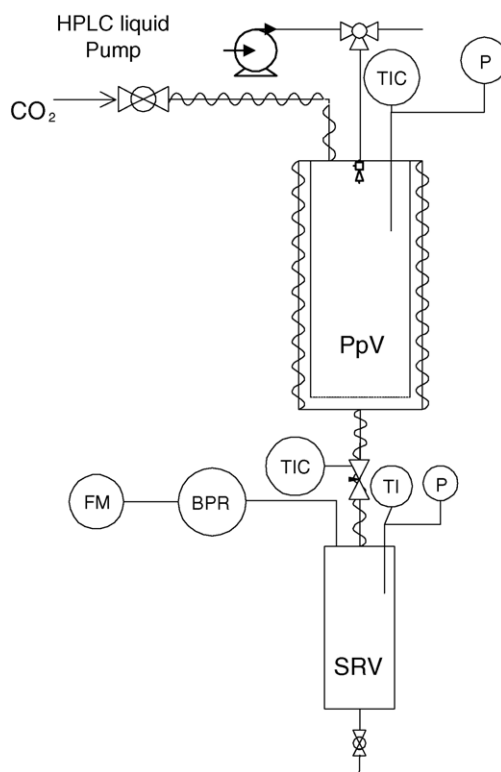 HPLC liquid
Pump
CO₂
TIC
P
PpV
TIC
TI
P
FM
BPR
SRV